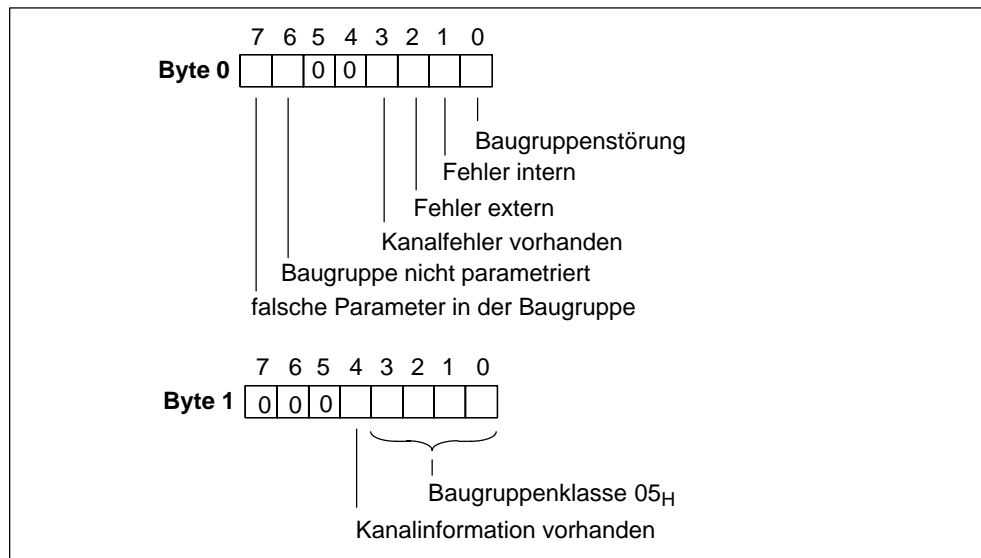 7 6 5 4 3 2 1 0
Byte 0 0 0
Baugruppenstörung
Fehler intern
Fehler extern
Kanalfehler vorhanden
Baugruppe nicht parametriert
falsche Parameter in der Baugruppe
7 6 5 4 3 2 1 0
Byte 1 0 0 0
Baugruppenklasse 05H
Kanalinformation vorhanden